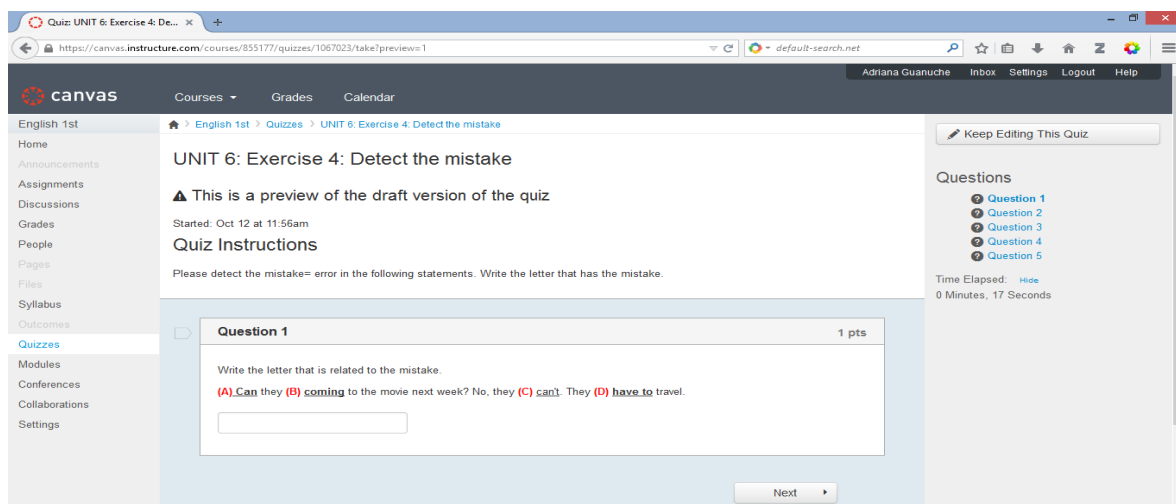 Quiz: UNIT 6: Exercise 4: De... × +
https://canvas.instructure.com/courses/855177/quizzes/1067023/take?preview=1
default-search.net
Adriana Guanuche Inbox Settings Logout Help
canvas Courses Grades Calendar
English 1st
Home
Announcements
Assignments
Discussions
Grades
People
Pages
Files
Syllabus
Outcomes
Quizzes
Modules
Conferences
Collaborations
Settings
English 1st > Quizzes > UNIT 6: Exercise 4: Detect the mistake
UNIT 6: Exercise 4: Detect the mistake
This is a preview of the draft version of the quiz
Started: Oct 12 at 11:56am
Quiz Instructions
Please detect the mistake= error in the following statements. Write the letter that has the mistake.
Question 1 1 pts
Write the letter that is related to the mistake.
(A) Can they (B) coming to the movie next week? No, they (C) can't. They (D) have to travel.
Next
Keep Editing This Quiz
Questions
Question 1
Question 2
Question 3
Question 4
Question 5
Time Elapsed: Hide
0 Minutes, 17 Seconds